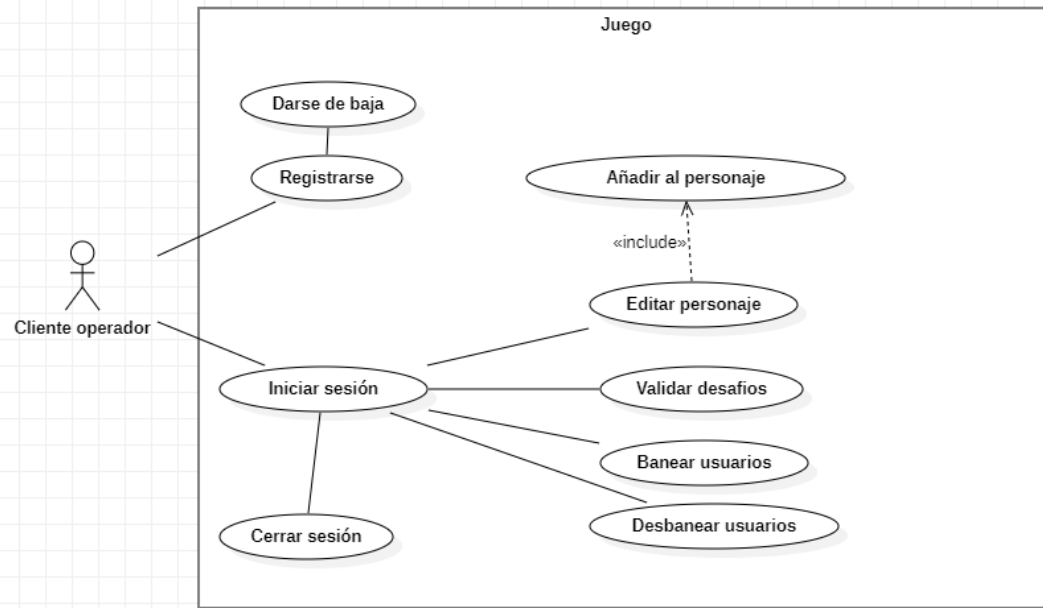 Juego
Darse de baja
Registrarse
Añadir al personaje
«include»
Editar personaje
Cliente operador
Iniciar sesión
Validar desafios
Banear usuarios
Desbanear usuarios
Cerrar sesión